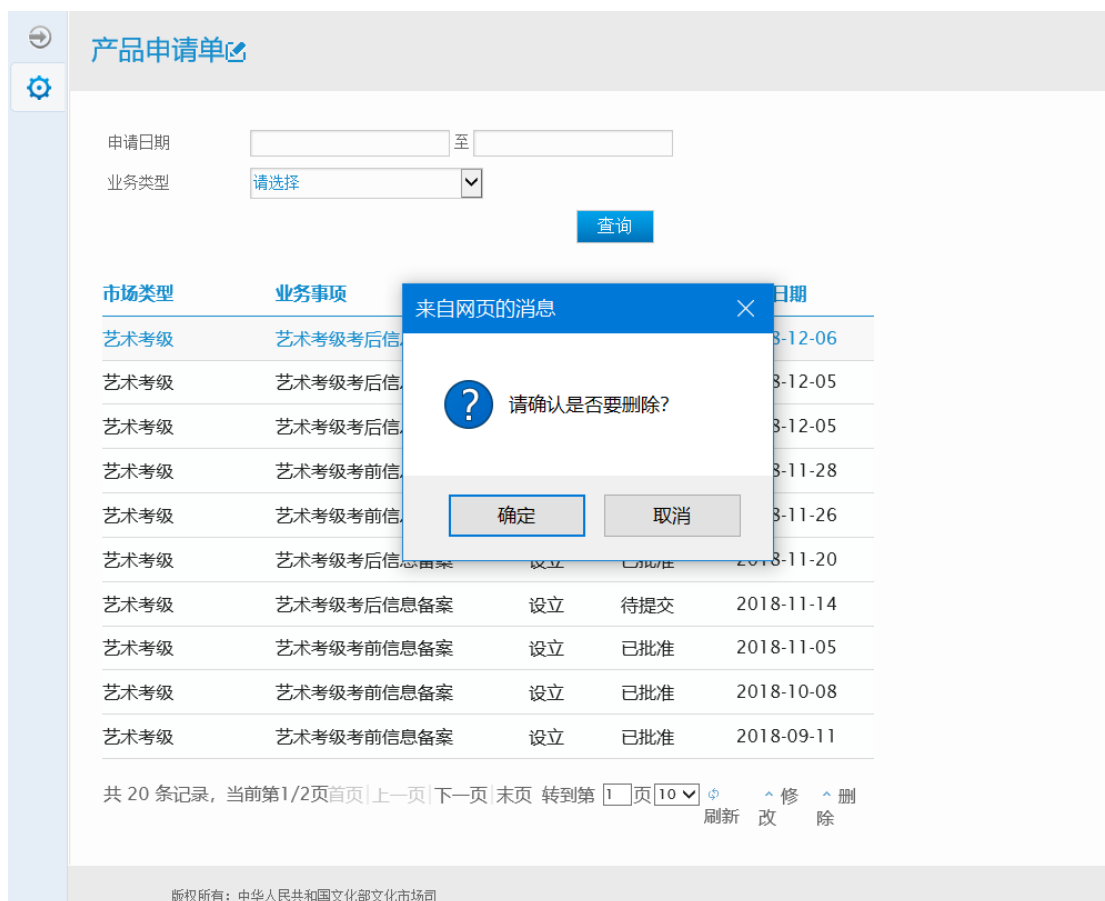 产品申请单
申请日期 至
业务类型 请选择
查询
市场类型 业务事项 日期
来自网页的消息
请确认是否要删除?
确定 取消
艺术考级 艺术考级考后信 8-12-06
艺术考级 艺术考级考后信 8-12-05
艺术考级 艺术考级考后信 8-12-05
艺术考级 艺术考级考前信 8-11-28
艺术考级 艺术考级考前信 8-11-26
艺术考级 艺术考级考后信息备案 设立 已批准 2018-11-20
艺术考级 艺术考级考后信息备案 设立 待提交 2018-11-14
艺术考级 艺术考级考前信息备案 设立 已批准 2018-11-05
艺术考级 艺术考级考前信息备案 设立 已批准 2018-10-08
艺术考级 艺术考级考前信息备案 设立 已批准 2018-09-11
共 20 条记录, 当前第1/2页首页|上一页|下一页|末页 转到第 1 页 10
刷新 修改 删除
版权所有: 中华人民共和国文化部文化市场司